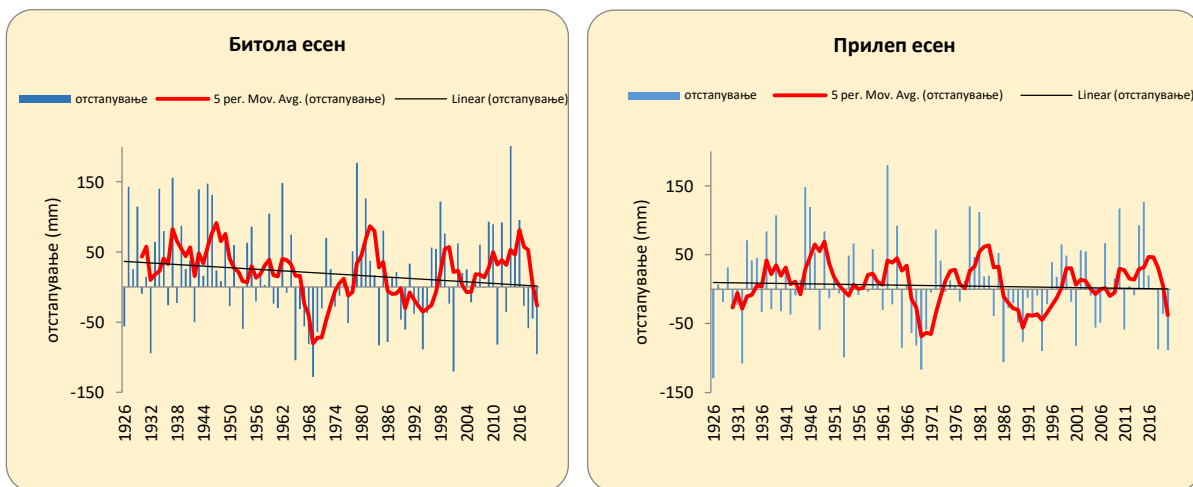 Битола есен
отстапување 5 per. Mov. Avg. (отстапување) Linear (отстапување)
отстапување (mm)
150
50
-50
-150
1926 1932 1938 1944 1950 1956 1962 1968 1974 1980 1986 1992 1998 2004 2010 2016
Прилеп есен
отстапување 5 per. Mov. Avg. (отстапување) Linear (отстапување)
отстапување (mm)
150
50
-50
-150
1926 1931 1936 1941 1946 1951 1956 1961 1966 1971 1976 1981 1986 1991 1996 2001 2006 2011 2016